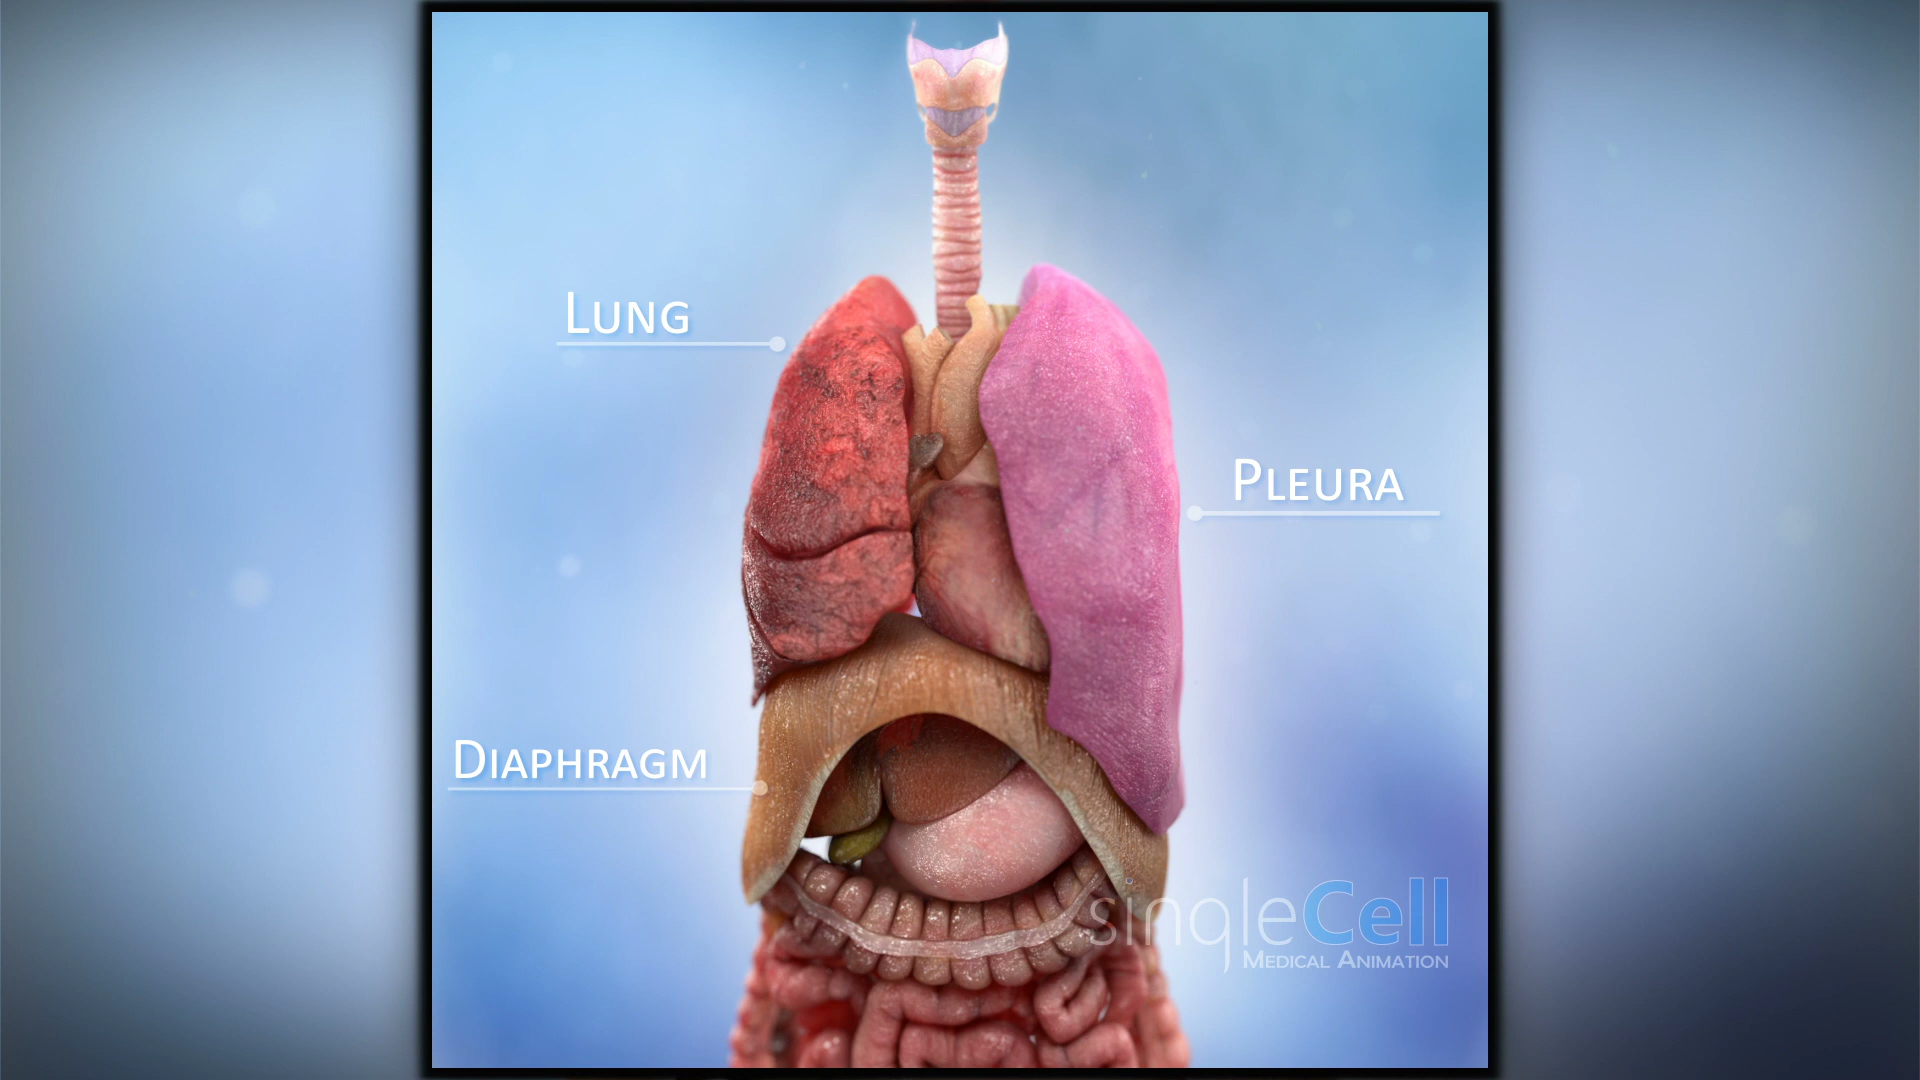 Lung
Pleura
Diaphragm
singleCell
Medical Animation